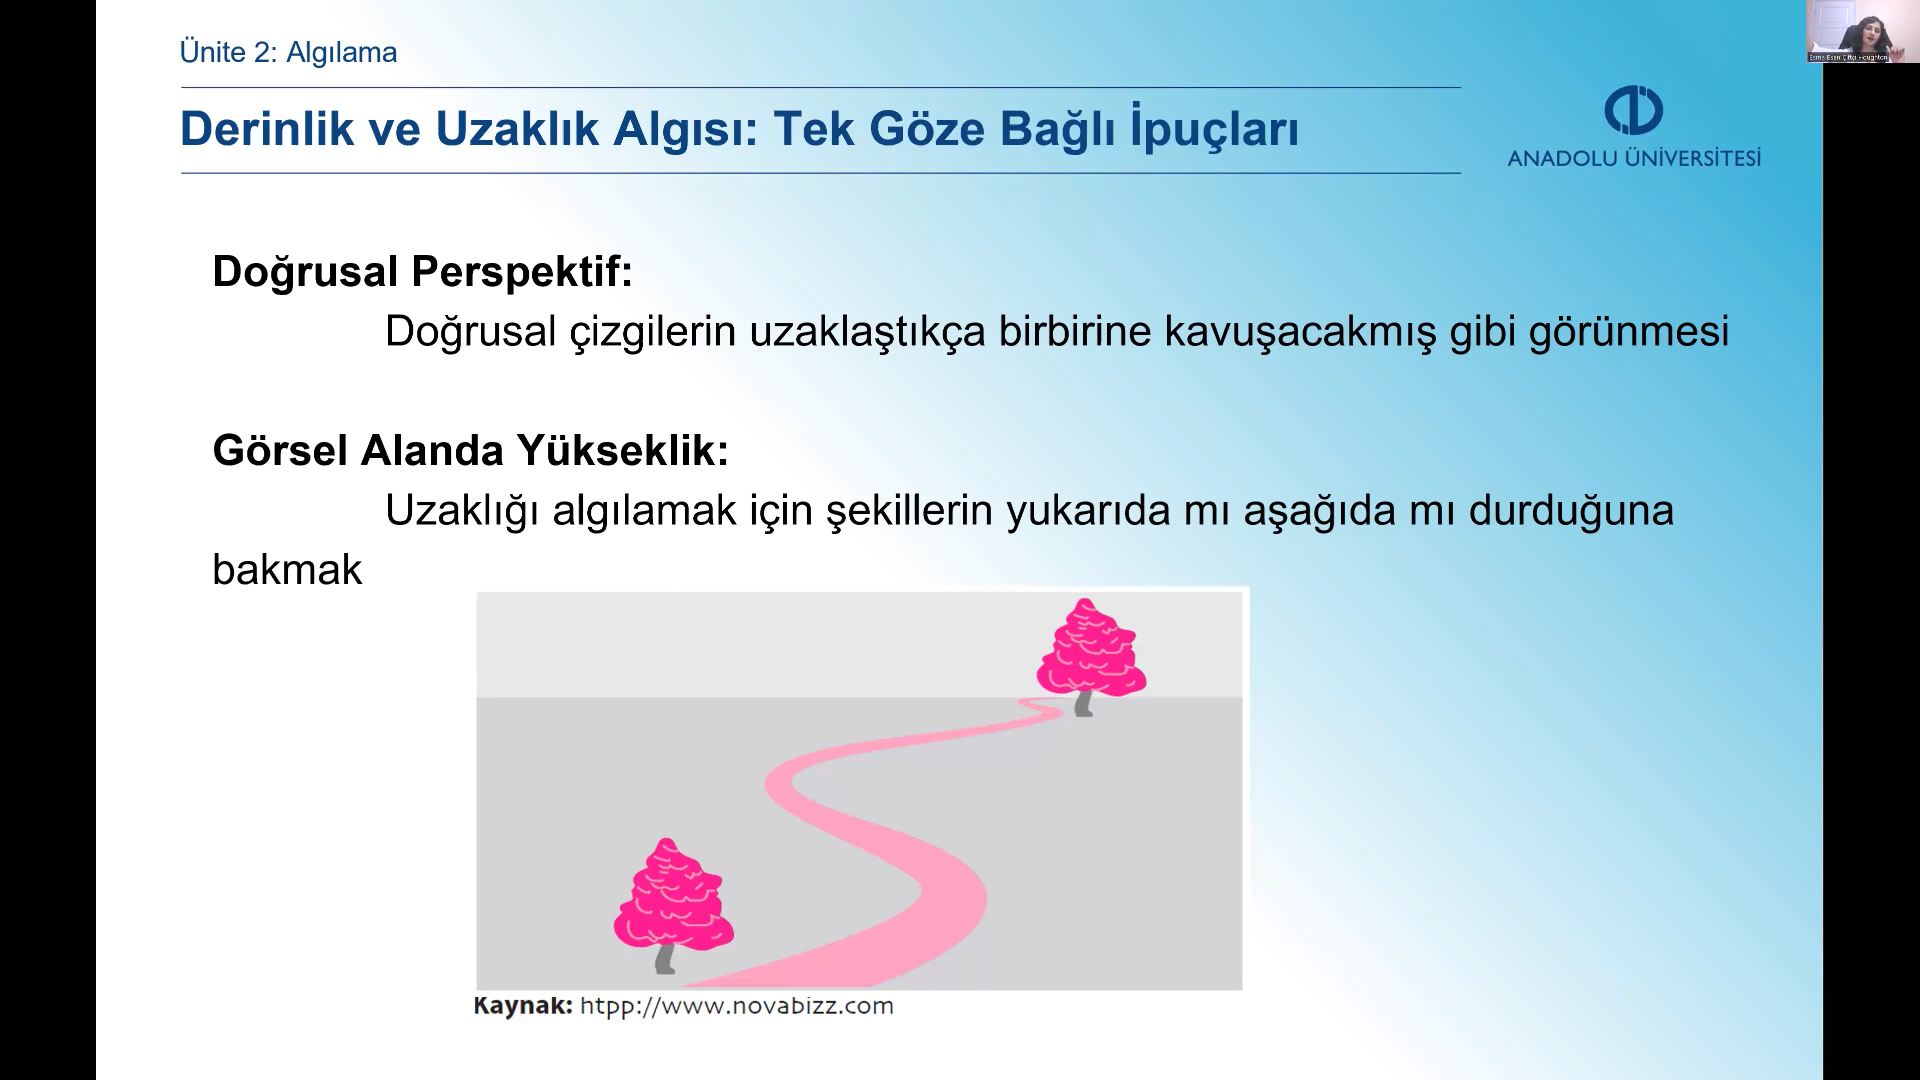 Ünite 2: Algılama
Derinlik ve Uzaklık Algısı: Tek Göze Bağlı İpuçları
ANADOLU ÜNİVERSİTESİ
Doğrusal Perspektif:
Doğrusal çizgilerin uzaklaştıkça birbirine kavuşacakmış gibi görünmesi
Görsel Alanda Yükseklik:
Uzaklığı algılamak için şekillerin yukarıda mı aşağıda mı durduğuna
bakmak
Kaynak: htpp://www.novabizz.com